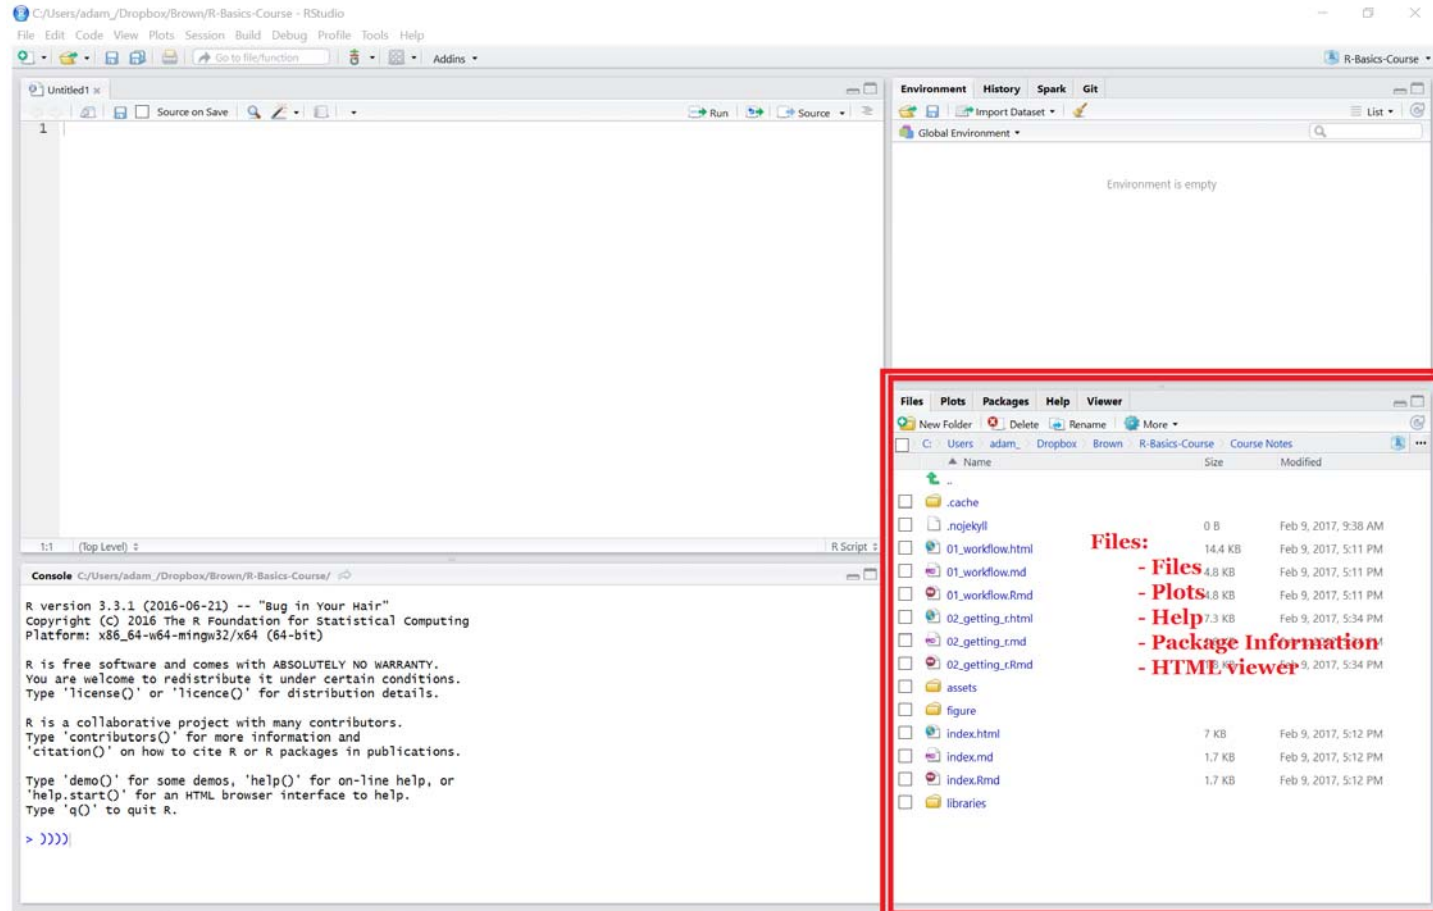 C:/Users/adam_/Dropbox/Brown/R-Basics-Course - RStudio
File Edit Code View Plots Session Build Debug Profile Tools Help
Go to file/function Addins R-Basics-Course
Untitled1
Source on Save Run Source
1
1:1 (Top Level) R Script
Console C:/Users/adam_/Dropbox/Brown/R-Basics-Course/
R version 3.3.1 (2016-06-21) -- "Bug in Your Hair"
Copyright (C) 2016 The R Foundation for Statistical Computing
Platform: x86_64-w64-mingw32/x64 (64-bit)
R is free software and comes with ABSOLUTELY NO WARRANTY.
You are welcome to redistribute it under certain conditions.
Type 'license()' or 'licence()' for distribution details.
R is a collaborative project with many contributors.
Type 'contributors()' for more information and
'citation()' on how to cite R or R packages in publications.
Type 'demo()' for some demos, 'help()' for on-line help, or
'help.start()' for an HTML browser interface to help.
Type 'q()' to quit R.
> ))))
Environment History Spark Git
Import Dataset List
Global Environment
Environment is empty
Files Plots Packages Help Viewer
New Folder Delete Rename More
C: Users adam_ Dropbox Brown R-Basics-Course Course Notes
Name Size Modified
..
.cache
.nojekyll 0 B Feb 9, 2017, 9:38 AM
01_workflow.html 14.4 KB Feb 9, 2017, 5:11 PM
01_workflow.md 4.8 KB Feb 9, 2017, 5:11 PM
01_workflow.Rmd 4.8 KB Feb 9, 2017, 5:11 PM
02_getting_r.html 7.3 KB Feb 9, 2017, 5:34 PM
02_getting_r.md
02_getting_r.Rmd 9, 2017, 5:34 PM
assets
figure
index.html 7 KB Feb 9, 2017, 5:12 PM
index.md 1.7 KB Feb 9, 2017, 5:12 PM
index.Rmd 1.7 KB Feb 9, 2017, 5:12 PM
libraries
Files:
- Files
- Plots
- Help
- Package Information
- HTML viewer